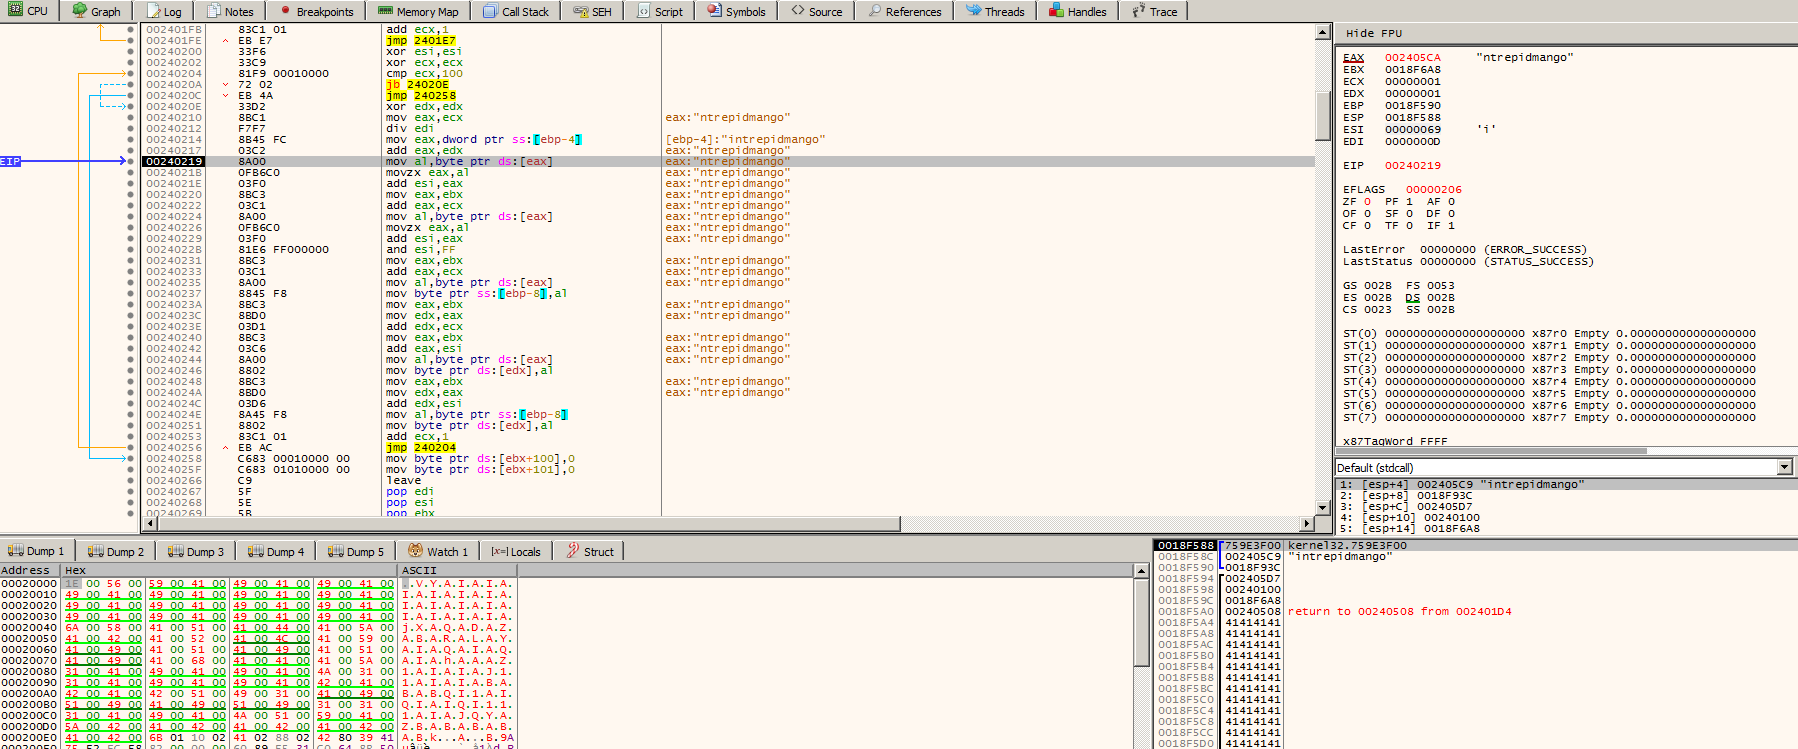 CPU Graph Log Notes Breakpoints Memory Map Call Stack SEH Script Symbols Source References Threads Handles Trace
002401FB 83C1 01 add ecx,1
002401FE EB E7 jmp 2401E7
00240200 33F6 xor esi,esi
00240202 33C9 xor ecx,ecx
00240204 81F9 00010000 cmp ecx,100
0024020A 72 02 jb 24020E
0024020C EB 4A jmp 240258
0024020E 33D2 xor edx,edx
00240210 8BC1 mov eax,ecx eax:"ntrepidmango"
00240212 F7F7 div edi
00240214 8B45 FC mov eax,dword ptr ss:[ebp-4] [ebp-4]:"intrepidmango"
00240217 03C2 add eax,edx eax:"ntrepidmango"
EIP 00240219 8A00 mov al,byte ptr ds:[eax] eax:"ntrepidmango"
0024021B 0FB6C0 movzx eax,al eax:"ntrepidmango"
0024021E 03F0 add esi,eax eax:"ntrepidmango"
00240220 8BC3 mov eax,ebx eax:"ntrepidmango"
00240222 03C1 add eax,ecx eax:"ntrepidmango"
00240224 8A00 mov al,byte ptr ds:[eax] eax:"ntrepidmango"
00240226 0FB6C0 movzx eax,al eax:"ntrepidmango"
00240229 03F0 add esi,eax eax:"ntrepidmango"
0024022B 81E6 FF000000 and esi,FF
00240231 8BC3 mov eax,ebx eax:"ntrepidmango"
00240233 03C1 add eax,ecx eax:"ntrepidmango"
00240235 8A00 mov al,byte ptr ds:[eax] eax:"ntrepidmango"
00240237 8845 F8 mov byte ptr ss:[ebp-8],al
0024023A 8BC3 mov eax,ebx eax:"ntrepidmango"
0024023C 8BD0 mov edx,eax eax:"ntrepidmango"
0024023E 03D1 add edx,ecx
00240240 8BC3 mov eax,ebx eax:"ntrepidmango"
00240242 03C6 add eax,esi eax:"ntrepidmango"
00240244 8A00 mov al,byte ptr ds:[eax] eax:"ntrepidmango"
00240246 8802 mov byte ptr ds:[edx],al
00240248 8BC3 mov eax,ebx eax:"ntrepidmango"
0024024A 8BD0 mov edx,eax eax:"ntrepidmango"
0024024C 03D6 add edx,esi
0024024E 8A45 F8 mov al,byte ptr ss:[ebp-8]
00240251 8802 mov byte ptr ds:[edx],al
00240253 83C1 01 add ecx,1
00240256 EB AC jmp 240204
00240258 C683 00010000 00 mov byte ptr ds:[ebx+100],0
0024025F C683 01010000 00 mov byte ptr ds:[ebx+101],0
00240266 C9 leave
00240267 5F pop edi
00240268 5E pop esi
00240269 5B pop ebx
Hide FPU
EAX 002405CA "ntrepidmango"
EBX 0018F6A8
ECX 00000001
EDX 00000001
EBP 0018F590
ESP 0018F588
ESI 00000069 'i'
EDI 0000000D
EIP 00240219
EFLAGS 00000206
ZF 0 PF 1 AF 0
OF 0 SF 0 DF 0
CF 0 TF 0 IF 1
LastError 00000000 (ERROR_SUCCESS)
LastStatus 00000000 (STATUS_SUCCESS)
GS 002B FS 0053
ES 002B DS 002B
CS 0023 SS 002B
ST(0) 00000000000000000000 x87r0 Empty 0.000000000000000000
ST(1) 00000000000000000000 x87r1 Empty 0.000000000000000000
ST(2) 00000000000000000000 x87r2 Empty 0.000000000000000000
ST(3) 00000000000000000000 x87r3 Empty 0.000000000000000000
ST(4) 00000000000000000000 x87r4 Empty 0.000000000000000000
ST(5) 00000000000000000000 x87r5 Empty 0.000000000000000000
ST(6) 00000000000000000000 x87r6 Empty 0.000000000000000000
ST(7) 00000000000000000000 x87r7 Empty 0.000000000000000000
x87TagWord FFFF
Default (stdcall)
1: [esp+4] 002405C9 "intrepidmango"
2: [esp+8] 0018F93C
3: [esp+C] 002405D7
4: [esp+10] 00240100
5: [esp+14] 0018F6A8
Dump 1 Dump 2 Dump 3 Dump 4 Dump 5 Watch 1 [x=] Locals Struct
Address Hex ASCII
00020000 1E 00 56 00 59 00 41 00 49 00 41 00 49 00 41 00 ..V.Y.A.I.A.I.A.
00020010 49 00 41 00 49 00 41 00 49 00 41 00 49 00 41 00 I.A.I.A.I.A.I.A.
00020020 49 00 41 00 49 00 41 00 49 00 41 00 49 00 41 00 I.A.I.A.I.A.I.A.
00020030 49 00 41 00 49 00 41 00 49 00 41 00 49 00 41 00 I.A.I.A.I.A.I.A.
00020040 6A 00 58 00 41 00 51 00 41 00 44 00 41 00 5A 00 j.X.A.Q.A.D.A.Z.
00020050 41 00 42 00 41 00 52 00 41 00 4C 00 41 00 59 00 A.B.A.R.A.L.A.Y.
00020060 41 00 49 00 41 00 51 00 41 00 49 00 41 00 51 00 A.I.A.Q.A.I.A.Q.
00020070 41 00 49 00 41 00 68 00 41 00 41 00 41 00 5A 00 A.I.A.h.A.A.A.Z.
00020080 31 00 41 00 49 00 41 00 49 00 41 00 4A 00 31 00 1.A.I.A.I.A.J.1.
00020090 31 00 41 00 49 00 41 00 49 00 41 00 42 00 41 00 1.A.I.A.I.A.B.A.
000200A0 42 00 41 00 42 00 51 00 49 00 31 00 41 00 49 00 B.A.B.Q.I.1.A.I.
000200B0 51 00 49 00 41 00 49 00 51 00 49 00 31 00 31 00 Q.I.A.I.Q.I.1.1.
000200C0 31 00 41 00 49 00 41 00 4A 00 51 00 59 00 41 00 1.A.I.A.J.Q.Y.A.
000200D0 5A 00 42 00 41 00 42 00 41 00 42 00 41 00 42 00 Z.B.A.B.A.B.A.B.
000200E0 41 00 42 00 6B 01 10 02 41 02 88 02 42 80 39 41 A.B.k...A...B.9A
0018F588 759E3F00 kernel32.759E3F00
0018F58C 002405C9 "intrepidmango"
0018F590 0018F93C
0018F594 002405D7
0018F598 00240100
0018F59C 0018F6A8
0018F5A0 00240508 return to 00240508 from 002401D4
0018F5A4 41414141
0018F5A8 41414141
0018F5AC 41414141
0018F5B0 41414141
0018F5B4 41414141
0018F5B8 41414141
0018F5BC 41414141
0018F5C0 41414141
0018F5C4 41414141
0018F5C8 41414141
0018F5CC 41414141
0018F5D0 41414141